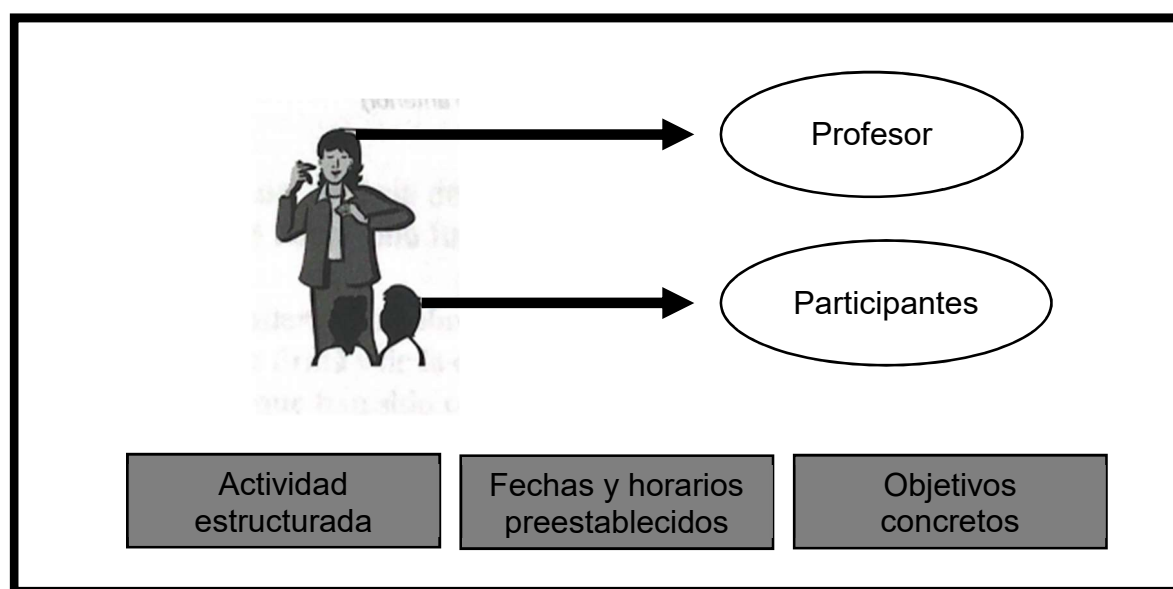 Profesor
Participantes
Actividad
estructurada
Fechas y horarios
preestablecidos
Objetivos
concretos